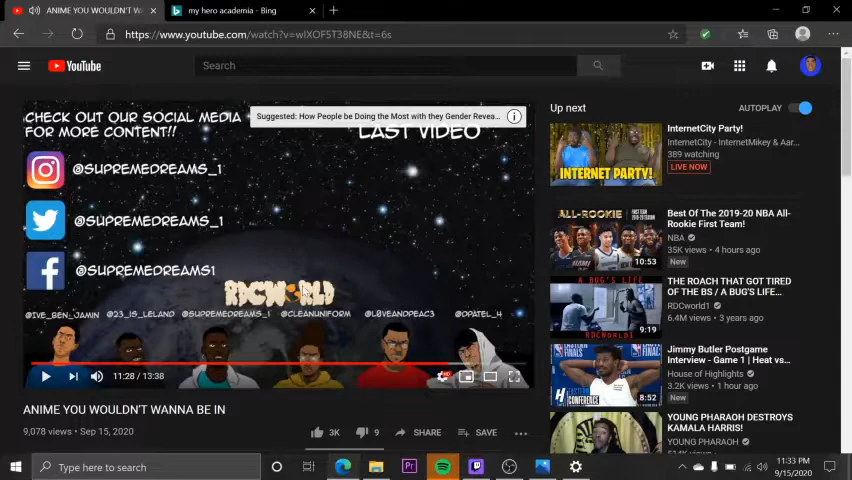 ANIME YOU WOULDN'T W
my hero academia - Bing
https://www.youtube.com/watch?v=wIXOF5T38NE&t=6s
YouTube
Search
CHECK OUT OUR SOCIAL MEDIA
FOR MORE CONTENT!!
Suggested: How People be Doing the Most with they Gender Revea...
LAST VIDEO
@SUPREMEDREAMS_1
@SUPREMEDREAMS_1
@SUPREMEDREAMS1
RDCWORLD
@IVE_BEN_JAMIN @23_IS_LELAND @SUPREMEDREAMS_1 @CLEANUNIFORM @L0VEANDPEAC3 @DPATEL_4
11:28 / 13:38
ANIME YOU WOULDN'T WANNA BE IN
9,078 views • Sep 15, 2020
3K
9
SHARE
SAVE
Up next
AUTOPLAY
INTERNET PARTY!
InternetCity Party!
InternetCity - InternetMikey & Aar...
389 watching
LIVE NOW
ALL-ROOKIE
10:53
Best Of The 2019-20 NBA All-
Rookie First Team!
NBA
35K views • 4 hours ago
New
A BUG'S LIFE
RDCWorld1
9:19
THE ROACH THAT GOT TIRED
OF THE BS / A BUG'S LIFE...
RDCworld1
6.4M views • 3 years ago
EASTERN FINALS
EASTERN
CONFERENCE
8:52
Jimmy Butler Postgame
Interview - Game 1 | Heat vs...
House of Highlights
3.2K views • 1 hour ago
New
YOUNG PHARAOH DESTROYS
KAMALA HARRIS!
YOUNG PHARAOH
Type here to search
Pr
11:33 PM
9/15/2020